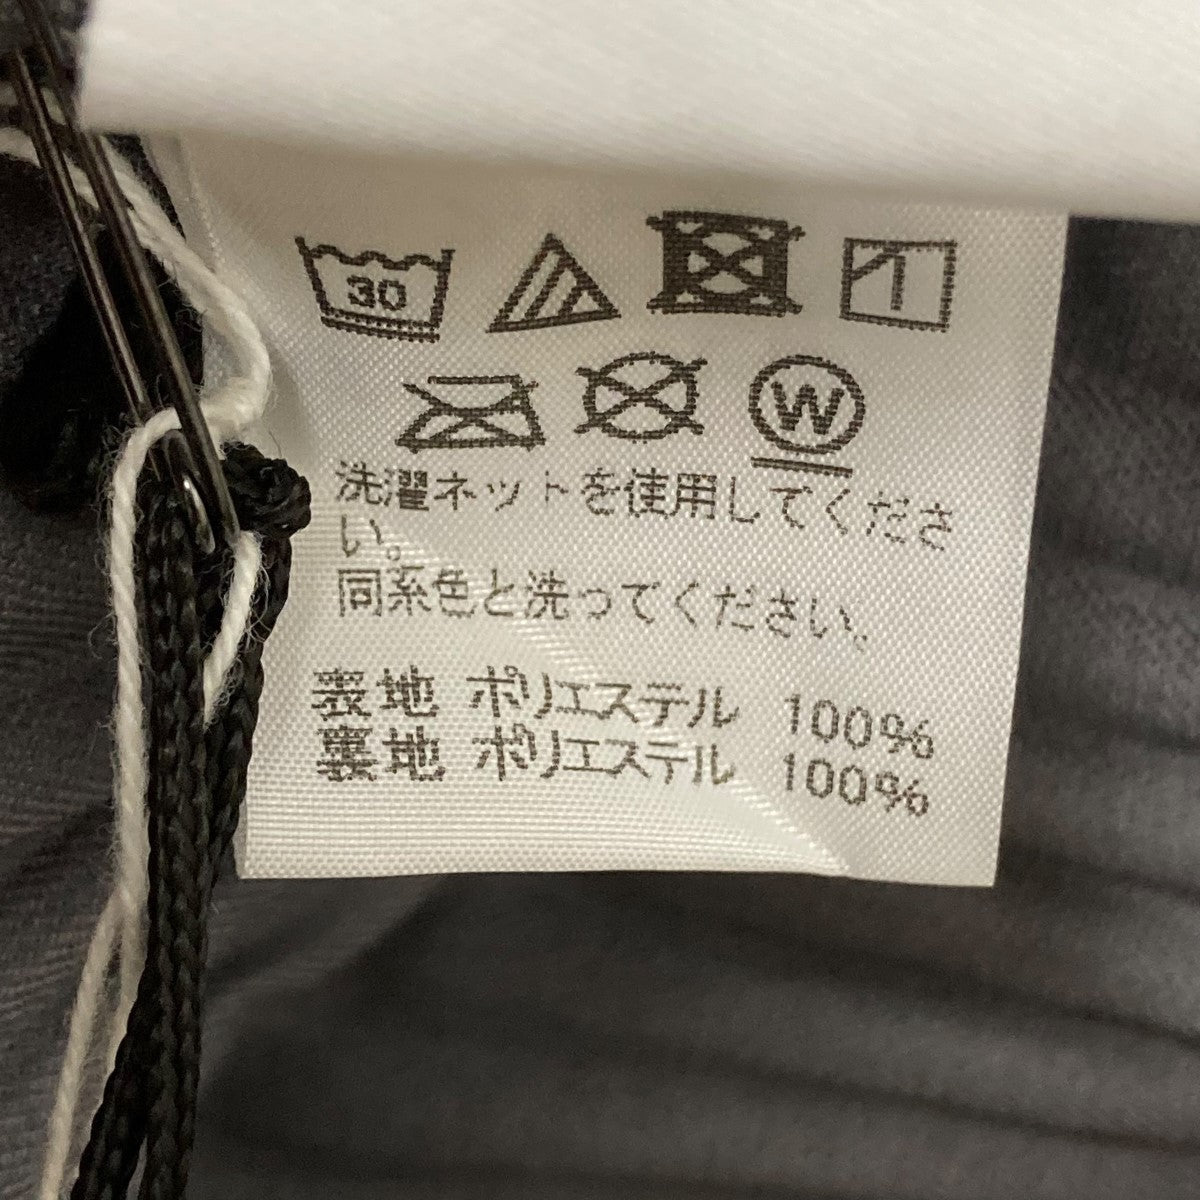 30
W
洗濯ネットを使用してくださ
い。
同系色と洗ってください。
表地 ポリエステル 100%
裏地 ポリエステル 100%